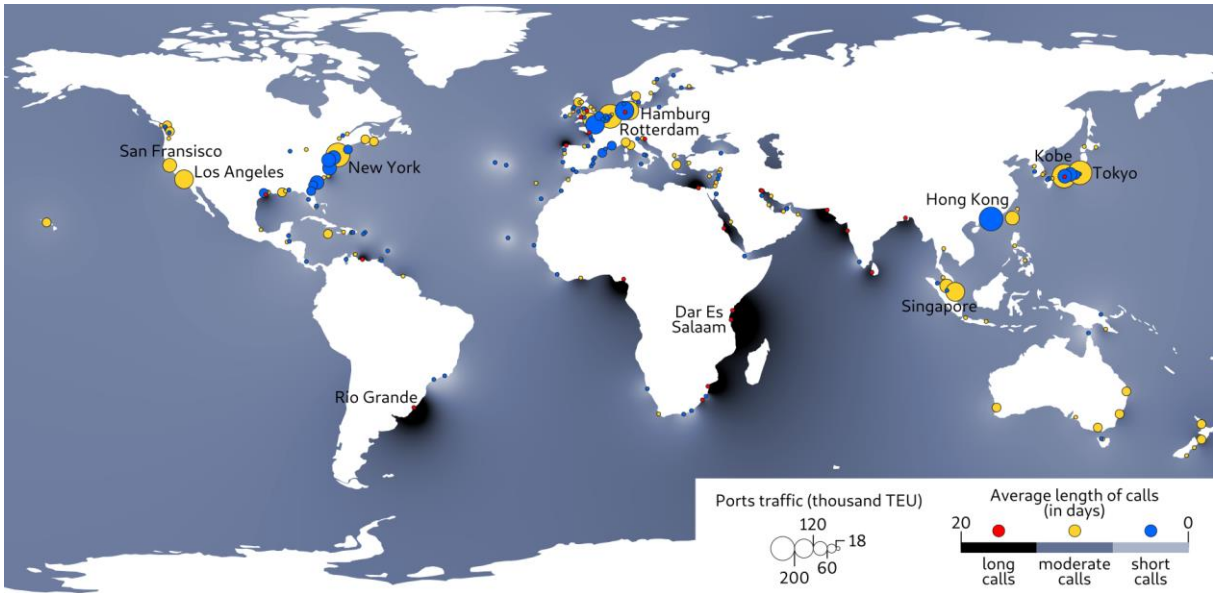 Hamburg
Rotterdam
San Fransisco
Los Angeles
New York
Kobe
Tokyo
Hong Kong
Singapore
Dar Es
Salaam
Rio Grande
Ports traffic (thousand TEU)
120
18
60
200
Average length of calls
(in days)
20
0
long
calls
moderate
calls
short
calls